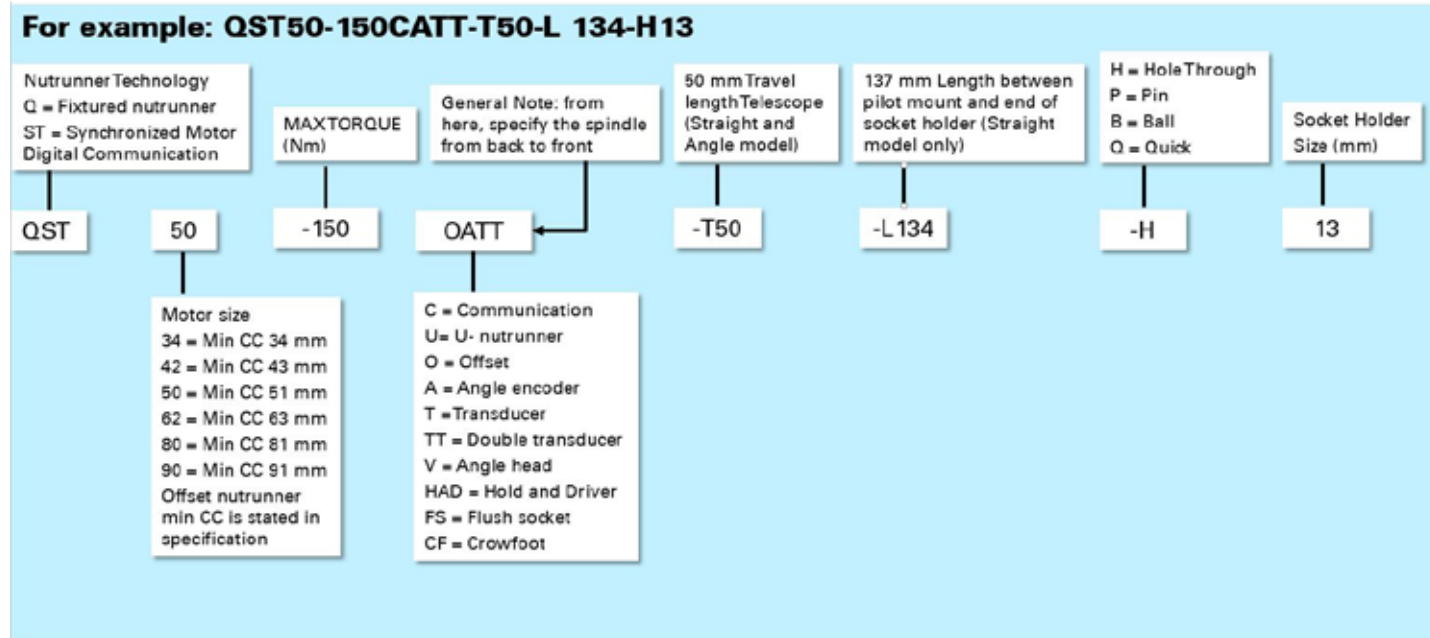 For example: QST50-150CATT-T50-L 134-H13
Nutrunner Technology
Q = Fixtured nutrunner
ST = Synchronized Motor
Digital Communication
MAX TORQUE
(Nm)
General Note: from
here, specify the spindle
from back to front
50 mm Travel
length Telescope
(Straight and
Angle model)
137 mm Length between
pilot mount and end of
socket holder (Straight
model only)
H = Hole Through
P = Pin
B = Ball
Q = Quick
Socket Holder
Size (mm)
QST
50
-150
OATT
-T50
-L 134
-H
13
Motor size
34 = Min CC 34 mm
42 = Min CC 43 mm
50 = Min CC 51 mm
62 = Min CC 63 mm
80 = Min CC 81 mm
90 = Min CC 91 mm
Offset nutrunner
min CC is stated in
specification
C = Communication
U= U- nutrunner
O = Offset
A = Angle encoder
T = Transducer
TT = Double transducer
V = Angle head
HAD = Hold and Driver
FS = Flush socket
CF = Crowfoot